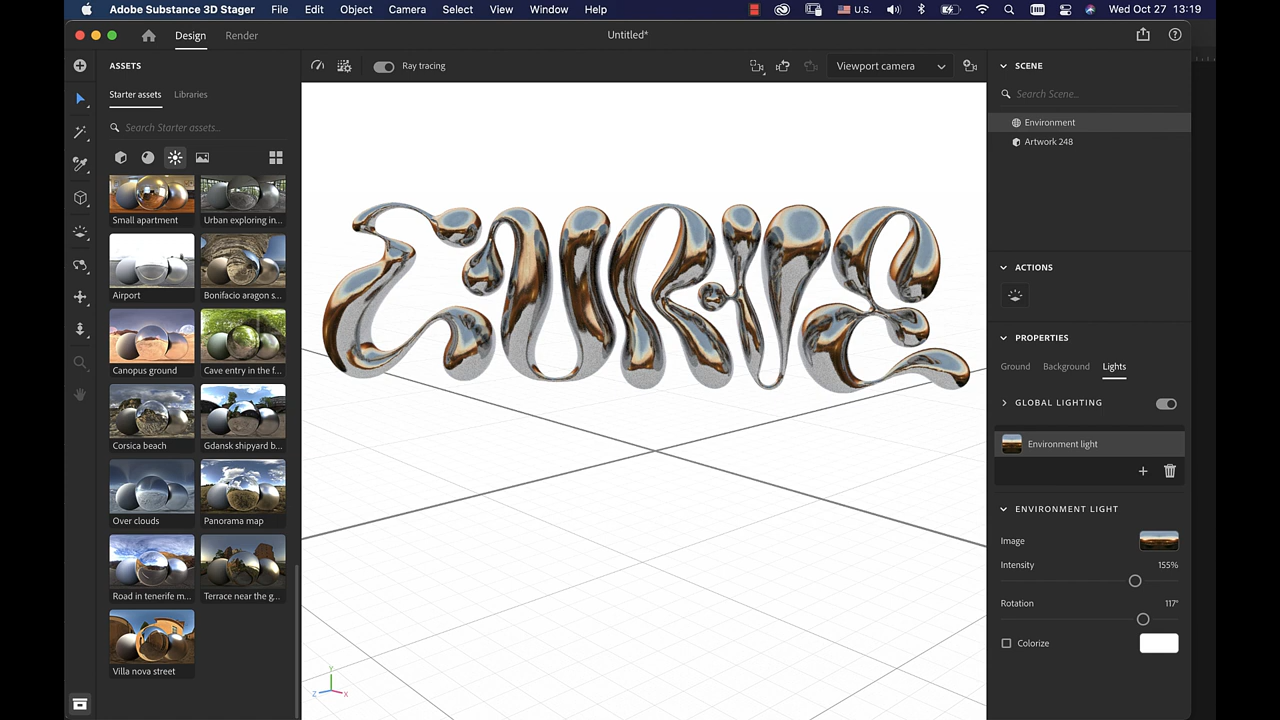 Adobe Substance 3D Stager File Edit Object Camera Select View Window Help U.S. Wed Oct 27 13:19
Design Render Untitled*
ASSETS
Starter assets Libraries
Search Starter assets...
Small apartment Urban exploring in...
Airport Bonifacio aragon s...
Canopus ground Cave entry in the f...
Corsica beach Gdansk shipyard b...
Over clouds Panorama map
Road in tenerife m... Terrace near the g...
Villa nova street
Ray tracing Viewport camera
CURVE
Y
Z X
SCENE
Search Scene...
Environment
Artwork 248
ACTIONS
PROPERTIES
Ground Background Lights
GLOBAL LIGHTING
Environment light
ENVIRONMENT LIGHT
Image
Intensity 155%
Rotation 117°
Colorize